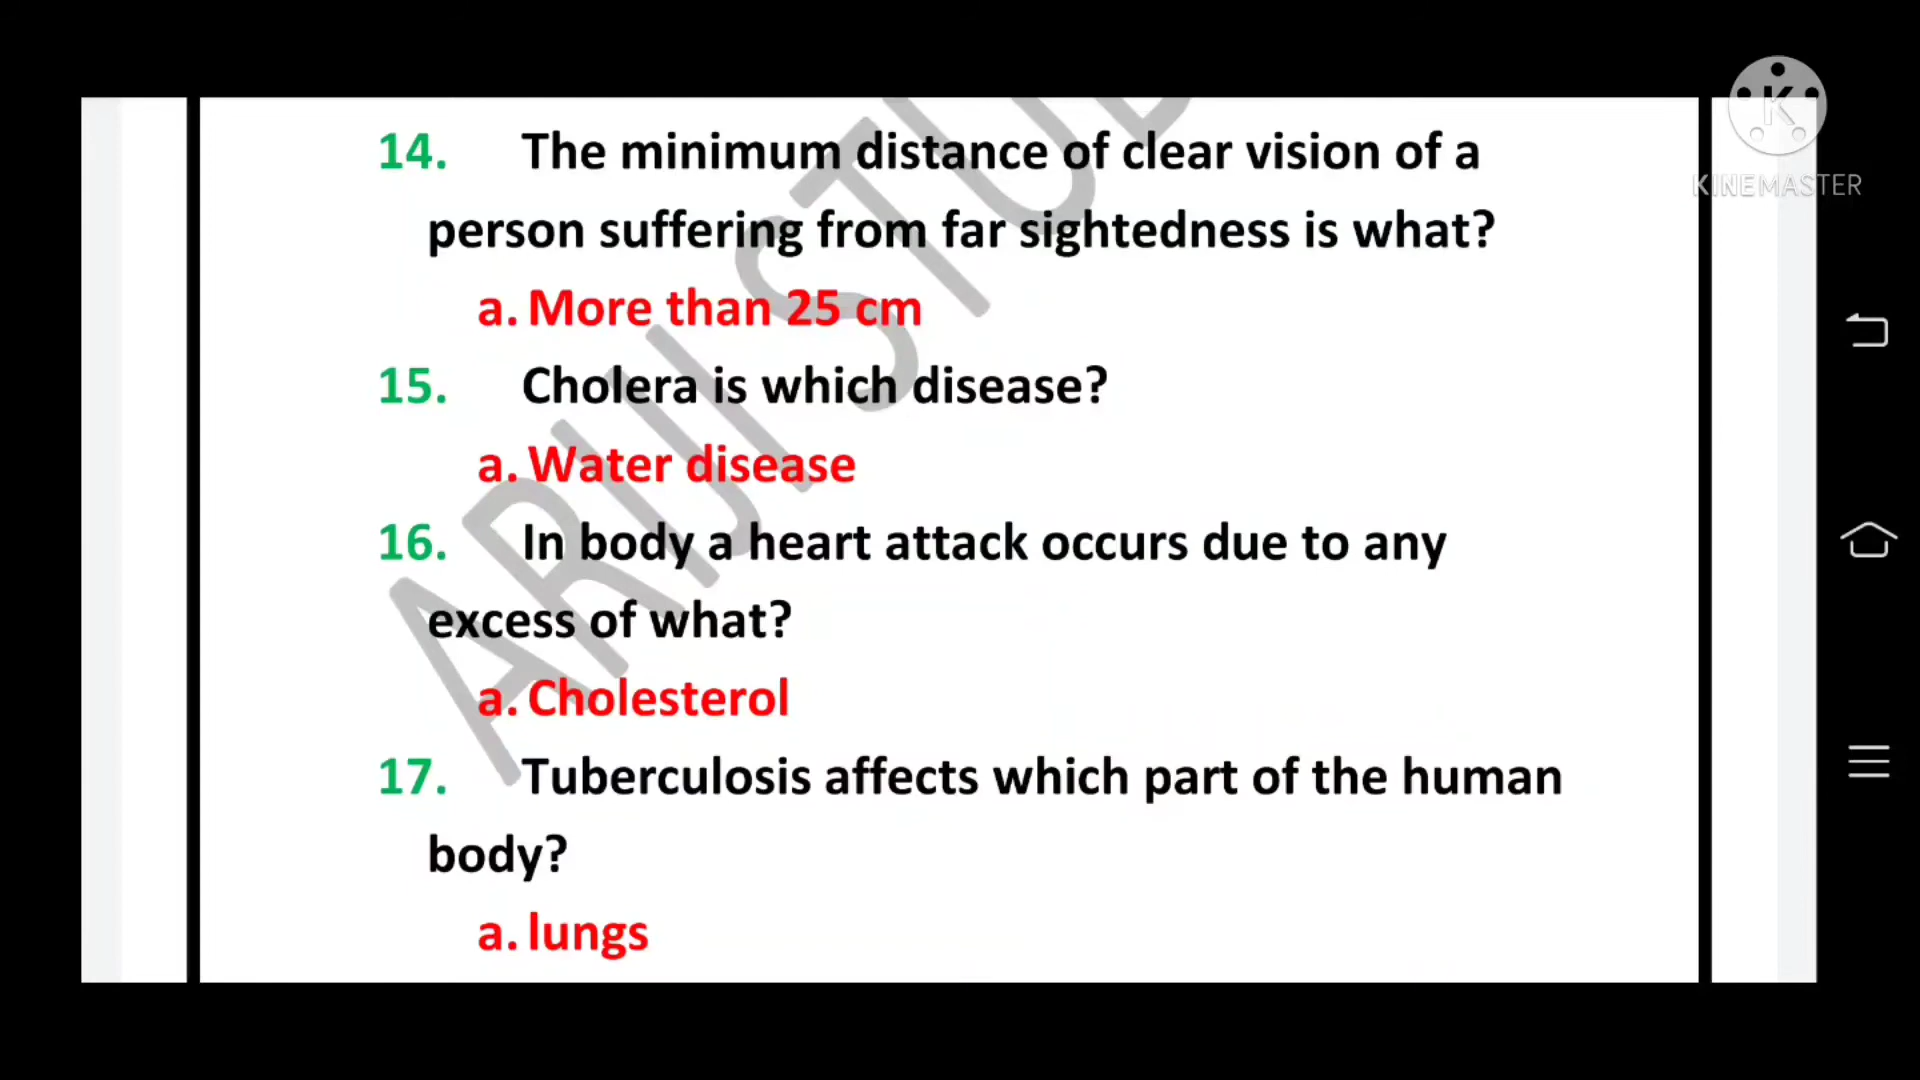 14. The minimum distance of clear vision of a
person suffering from far sightedness is what?
a. More than 25 cm
15. Cholera is which disease?
a. Water disease
16. In body a heart attack occurs due to any
excess of what?
a. Cholesterol
17. Tuberculosis affects which part of the human
body?
a. lungs
K
KINEMASTER